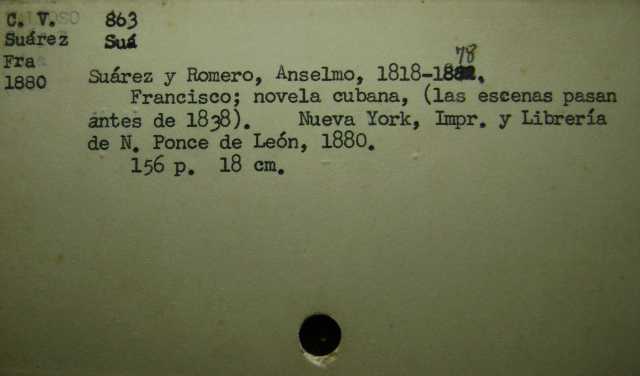 C. V. 863
Suárez Suá
Fra
1880
78
Suárez y Romero, Anselmo, 1818-1882.
Francisco; novela cubana, (las escenas pasan
antes de 1838). Nueva York, Impr. y Librería
de N. Ponce de León, 1880.
156 p. 18 cm.